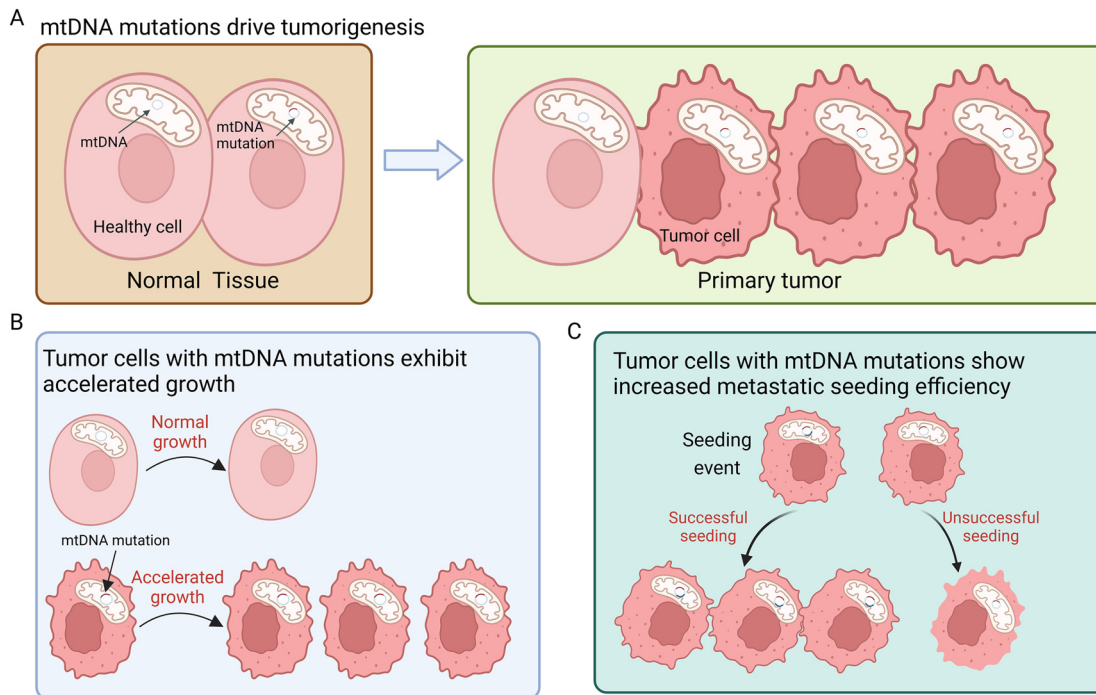 A
mtDNA mutations drive tumorigenesis
mtDNA
mtDNA
mutation
Healthy cell
Normal Tissue
Tumor cell
Primary tumor
B
Tumor cells with mtDNA mutations exhibit
accelerated growth
Normal
growth
mtDNA mutation
Accelerated
growth
C
Tumor cells with mtDNA mutations show
increased metastatic seeding efficiency
Seeding
event
Successful
seeding
Unsuccessful
seeding